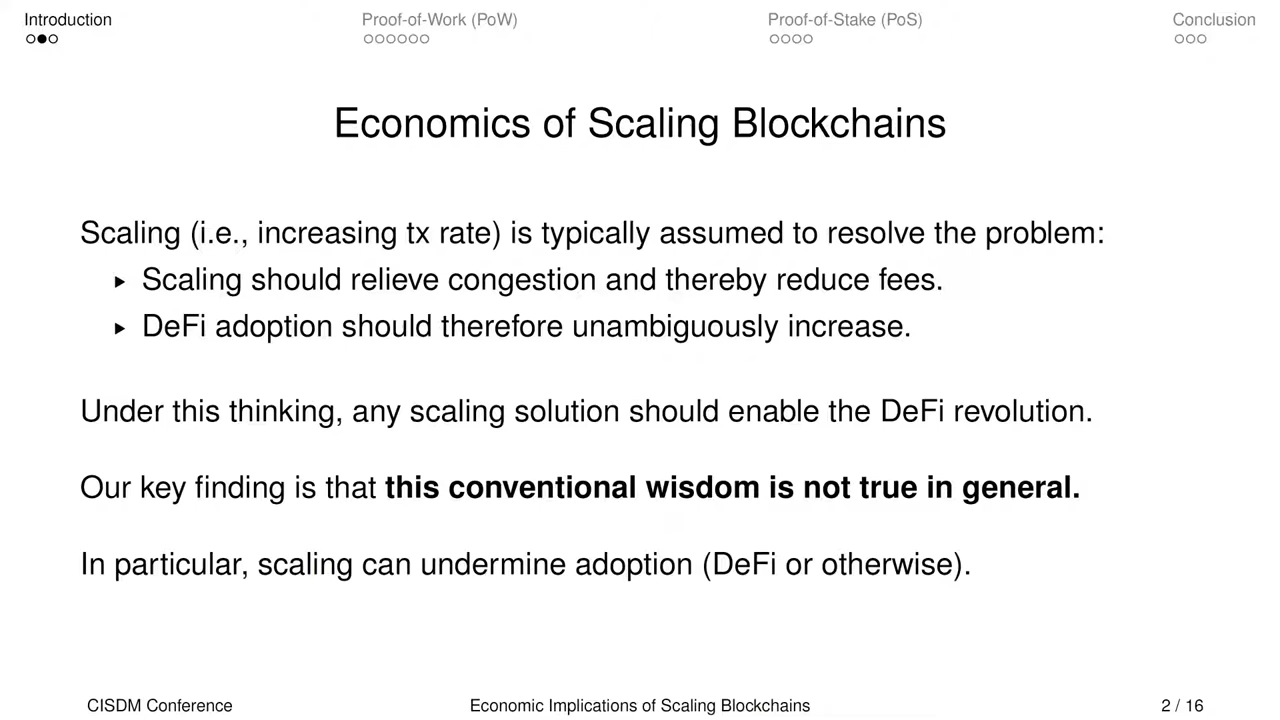 Introduction
Proof-of-Work (PoW)
Proof-of-Stake (PoS)
Conclusion
Economics of Scaling Blockchains
Scaling (i.e., increasing tx rate) is typically assumed to resolve the problem:
Scaling should relieve congestion and thereby reduce fees.
DeFi adoption should therefore unambiguously increase.
Under this thinking, any scaling solution should enable the DeFi revolution.
Our key finding is that this conventional wisdom is not true in general.
In particular, scaling can undermine adoption (DeFi or otherwise).
CISDM Conference
Economic Implications of Scaling Blockchains
2 / 16